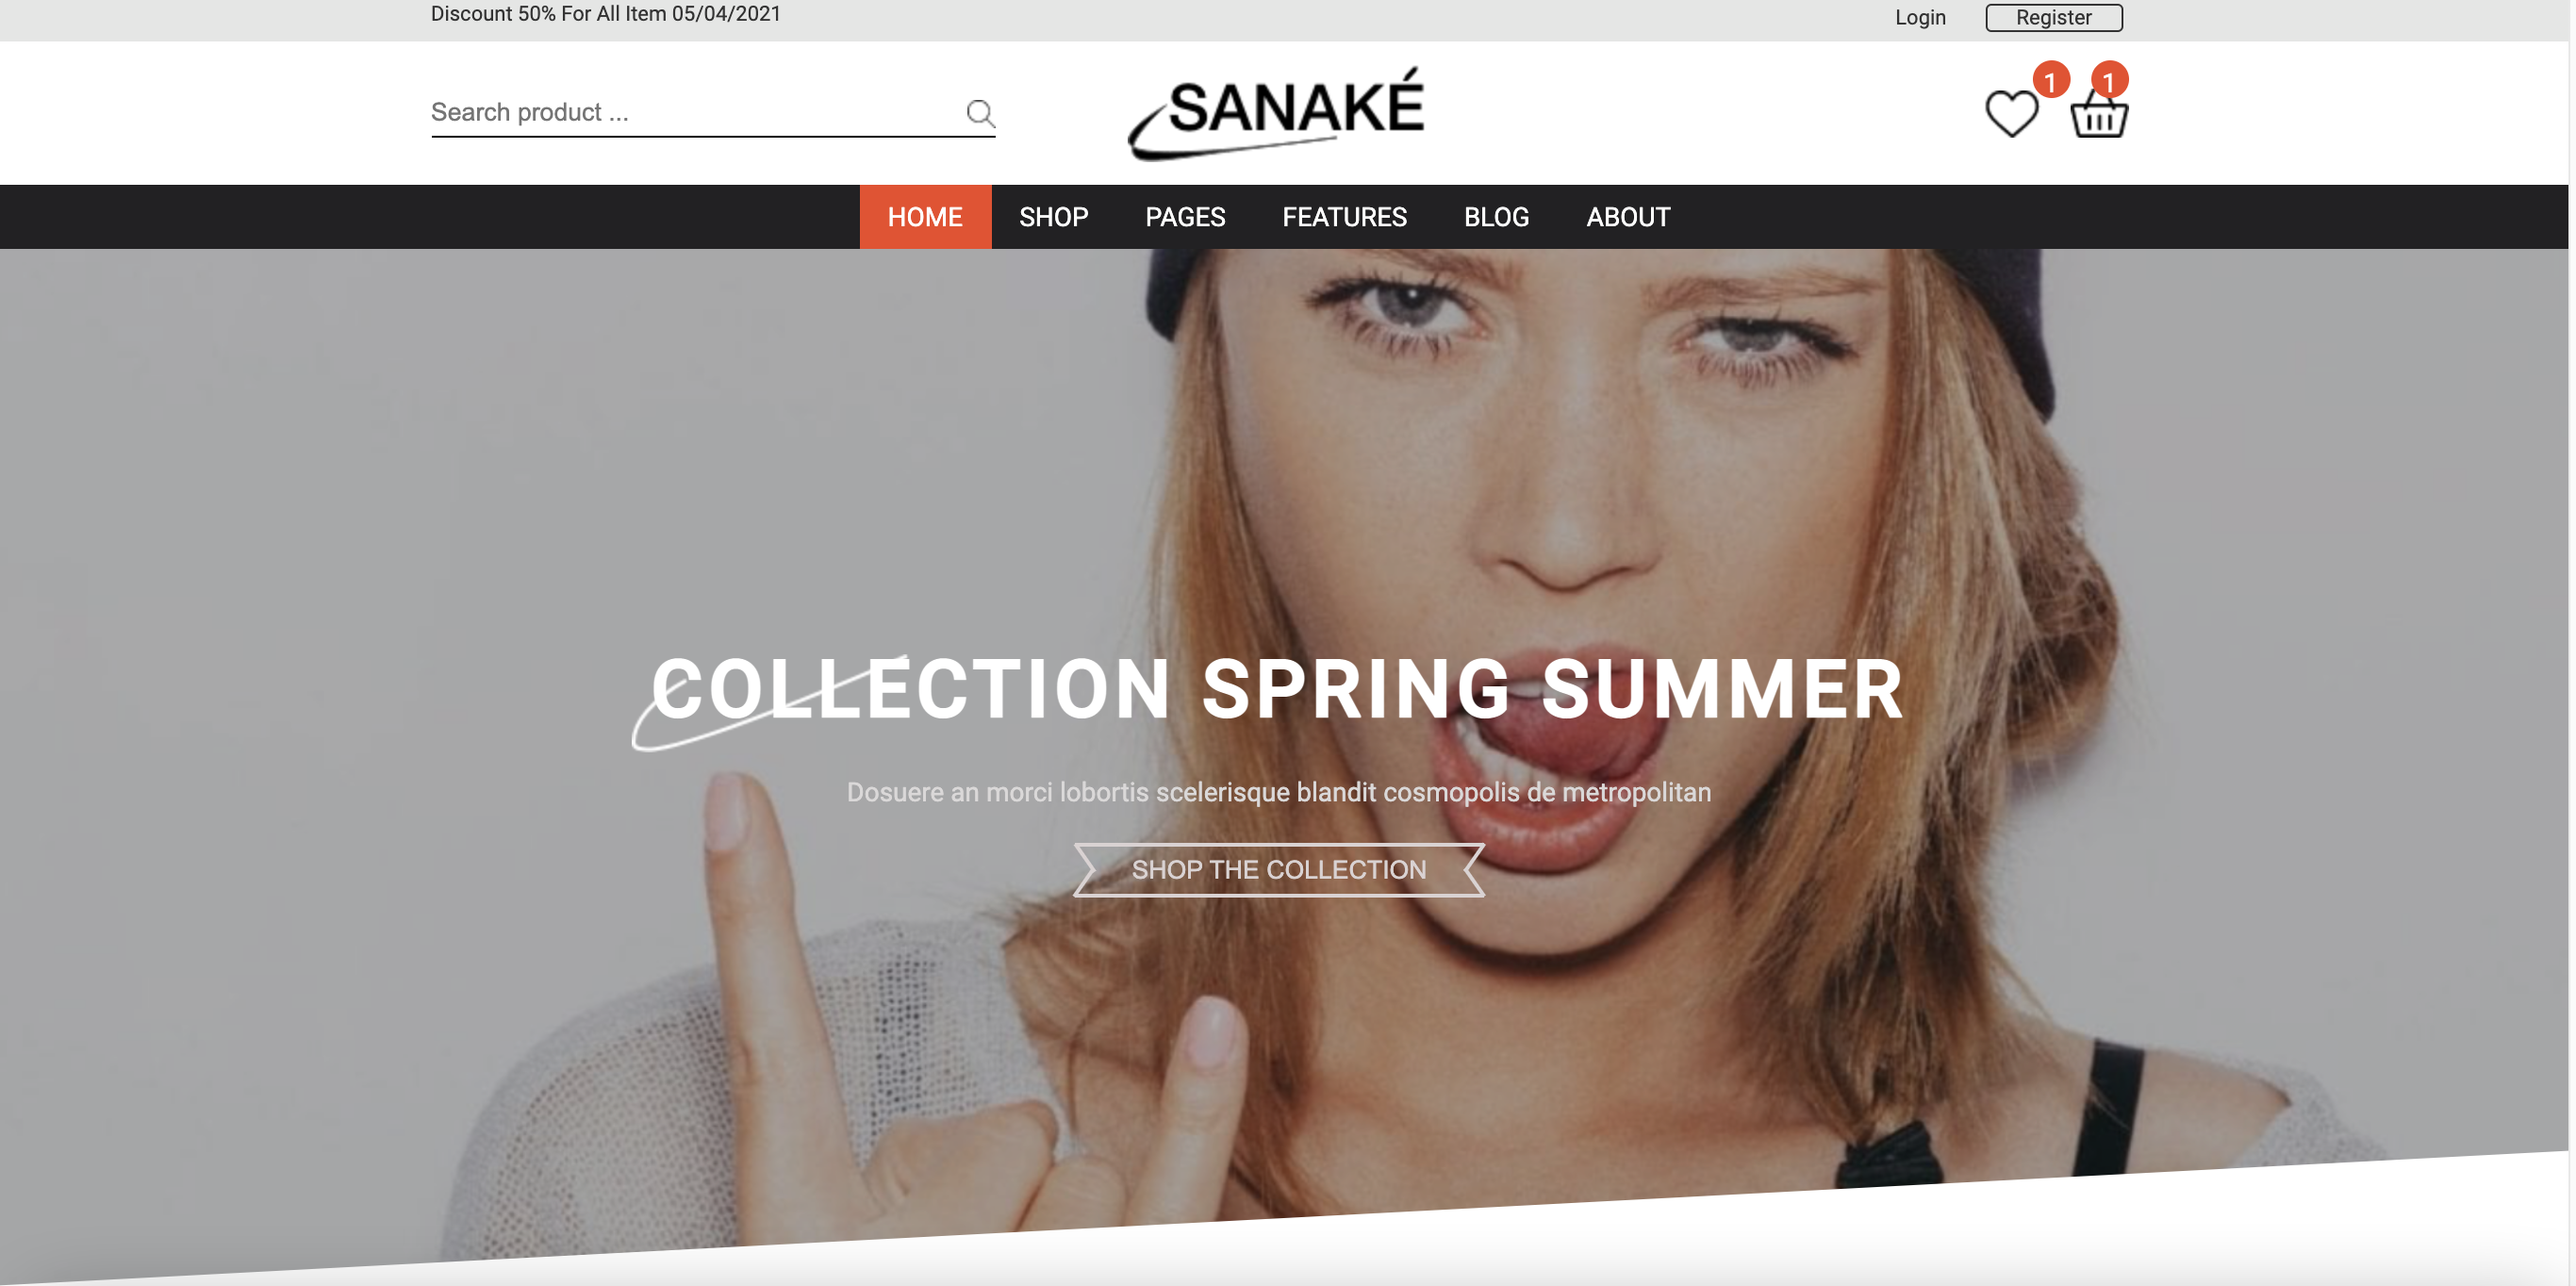 Discount 50% For All Item 05/04/2021
Login
Register
Search product ...
SANAKÉ
1
1
HOME
SHOP
PAGES
FEATURES
BLOG
ABOUT
COLLECTION SPRING SUMMER
Dosuere an morci lobortis scelerisque blandit cosmopolis de metropolitan
SHOP THE COLLECTION